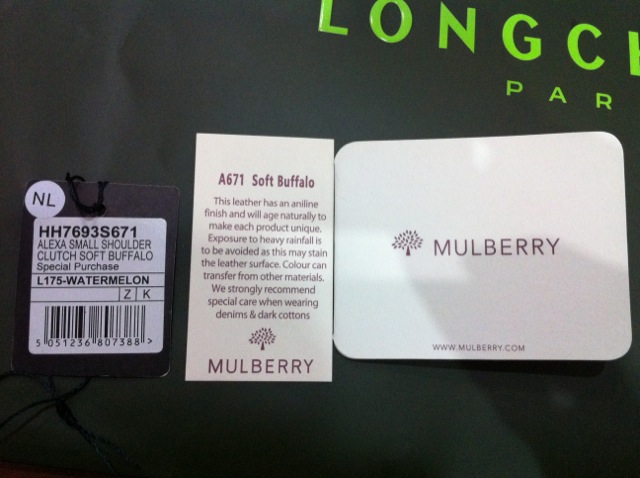 LONGCH
PAR
NL
HH7693S671
ALEXA SMALL SHOULDER
CLUTCH SOFT BUFFALO
Special Purchase
L175-WATERMELON
Z K
5 051236 807388 >
A671 Soft Buffalo
This leather has an aniline
finish and will age naturally to
make each product unique.
Exposure to heavy rainfall is
to be avoided as this may stain
the leather surface. Colour can
transfer from other materials.
We strongly recommend
special care when wearing
denims & dark cottons
MULBERRY
MULBERRY
WWW.MULBERRY.COM